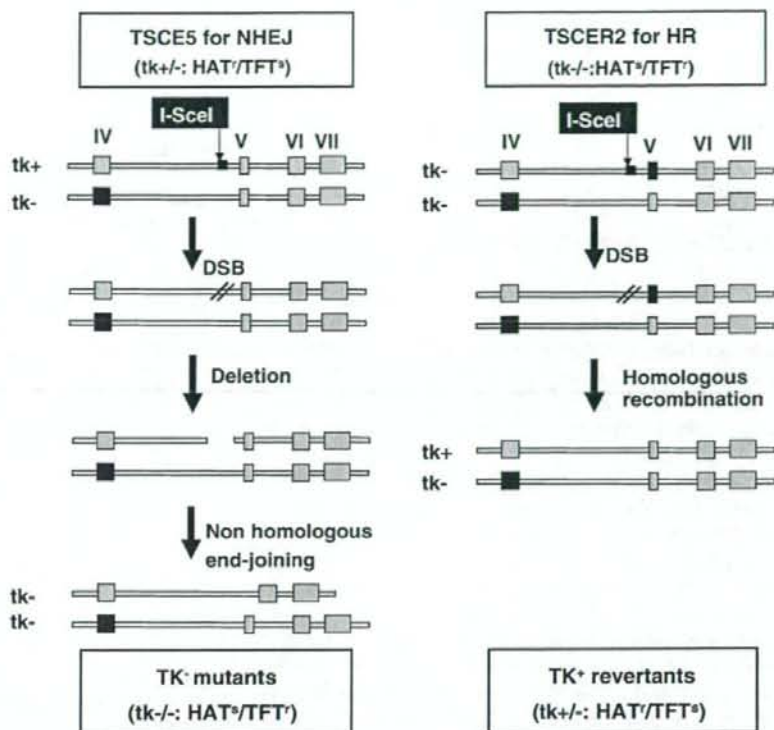 TSCE5 for NHEJ
(tk+/-: HATʳ/TFTˢ)
I-SceI
IV V VI VII
tk+
tk-
DSB
Deletion
Non homologous
end-joining
tk-
tk-
TK⁻ mutants
(tk-/-: HATˢ/TFTʳ)
TSCER2 for HR
(tk-/-:HATˢ/TFTʳ)
I-SceI
IV V VI VII
tk-
tk-
DSB
Homologous
recombination
tk+
tk-
TK⁺ revertants
(tk+/-: HATʳ/TFTˢ)